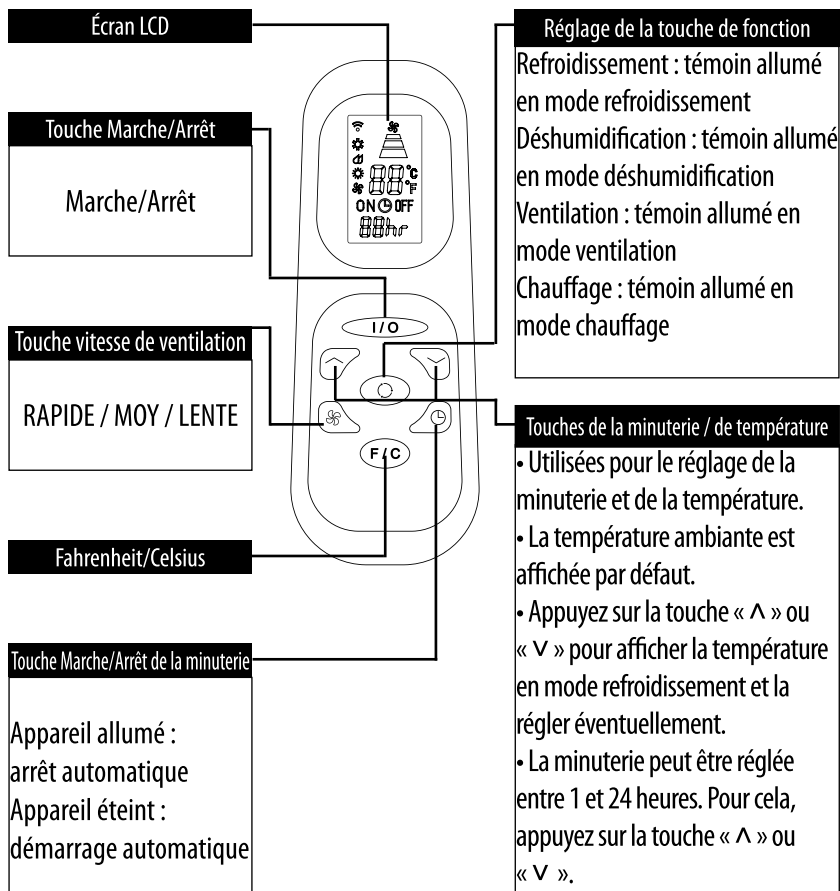 Écran LCD
Touche Marche/Arrêt
Marche/Arrêt
Touche vitesse de ventilation
RAPIDE / MOY / LENTE
Fahrenheit/Celsius
Touche Marche/Arrêt de la minuterie
Appareil allumé :
arrêt automatique
Appareil éteint :
démarrage automatique
°C
88
°F
ON OFF
88hr
I/O
F/C
Réglage de la touche de fonction
Refroidissement : témoin allumé
en mode refroidissement
Déshumidification : témoin allumé
en mode déshumidification
Ventilation : témoin allumé en
mode ventilation
Chauffage : témoin allumé en
mode chauffage
Touches de la minuterie / de température
• Utilisées pour le réglage de la
minuterie et de la température.
• La température ambiante est
affichée par défaut.
• Appuyez sur la touche « ˄ » ou
« ˅ » pour afficher la température
en mode refroidissement et la
régler éventuellement.
• La minuterie peut être réglée
entre 1 et 24 heures. Pour cela,
appuyez sur la touche « ˄ » ou
« ˅ ».